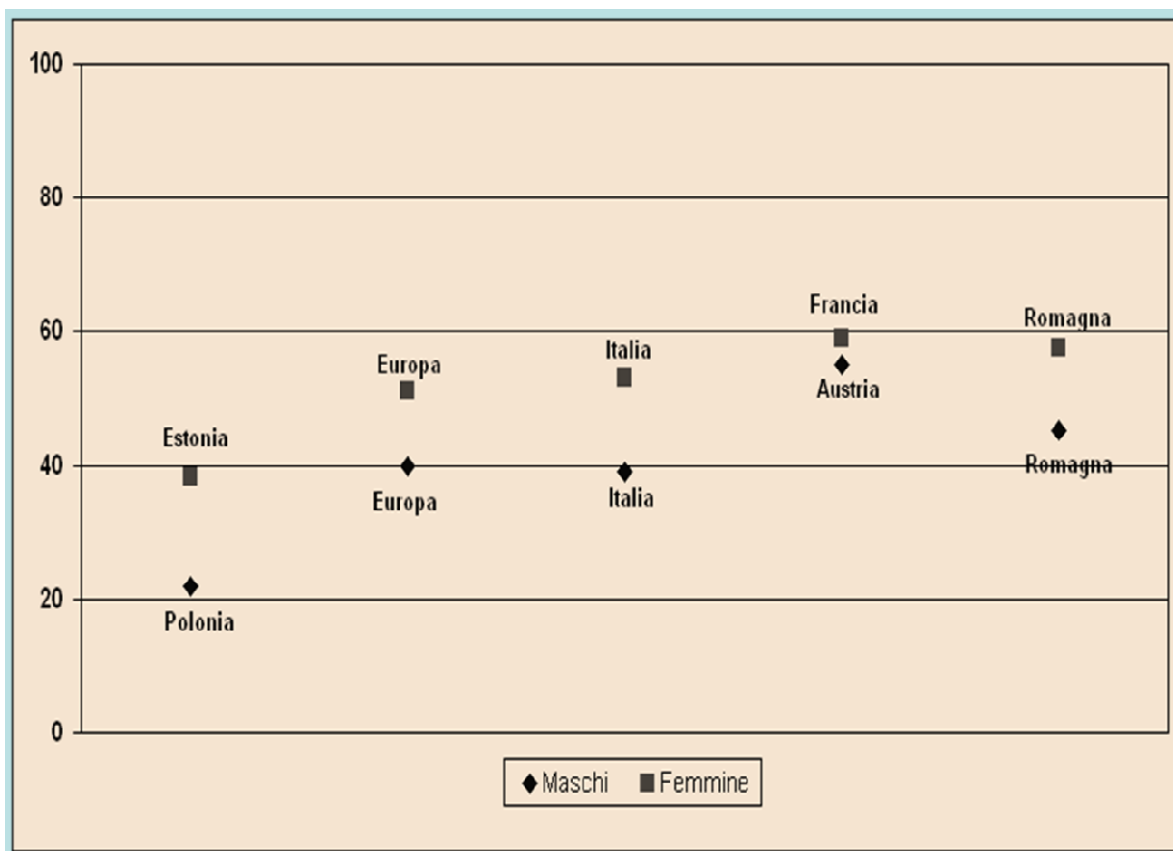 100
80
Francia
Romagna
60
Italia
Europa
Austria
Estonia
40
Romagna
Europa
Italia
20
Polonia
0
Maschi Femmine